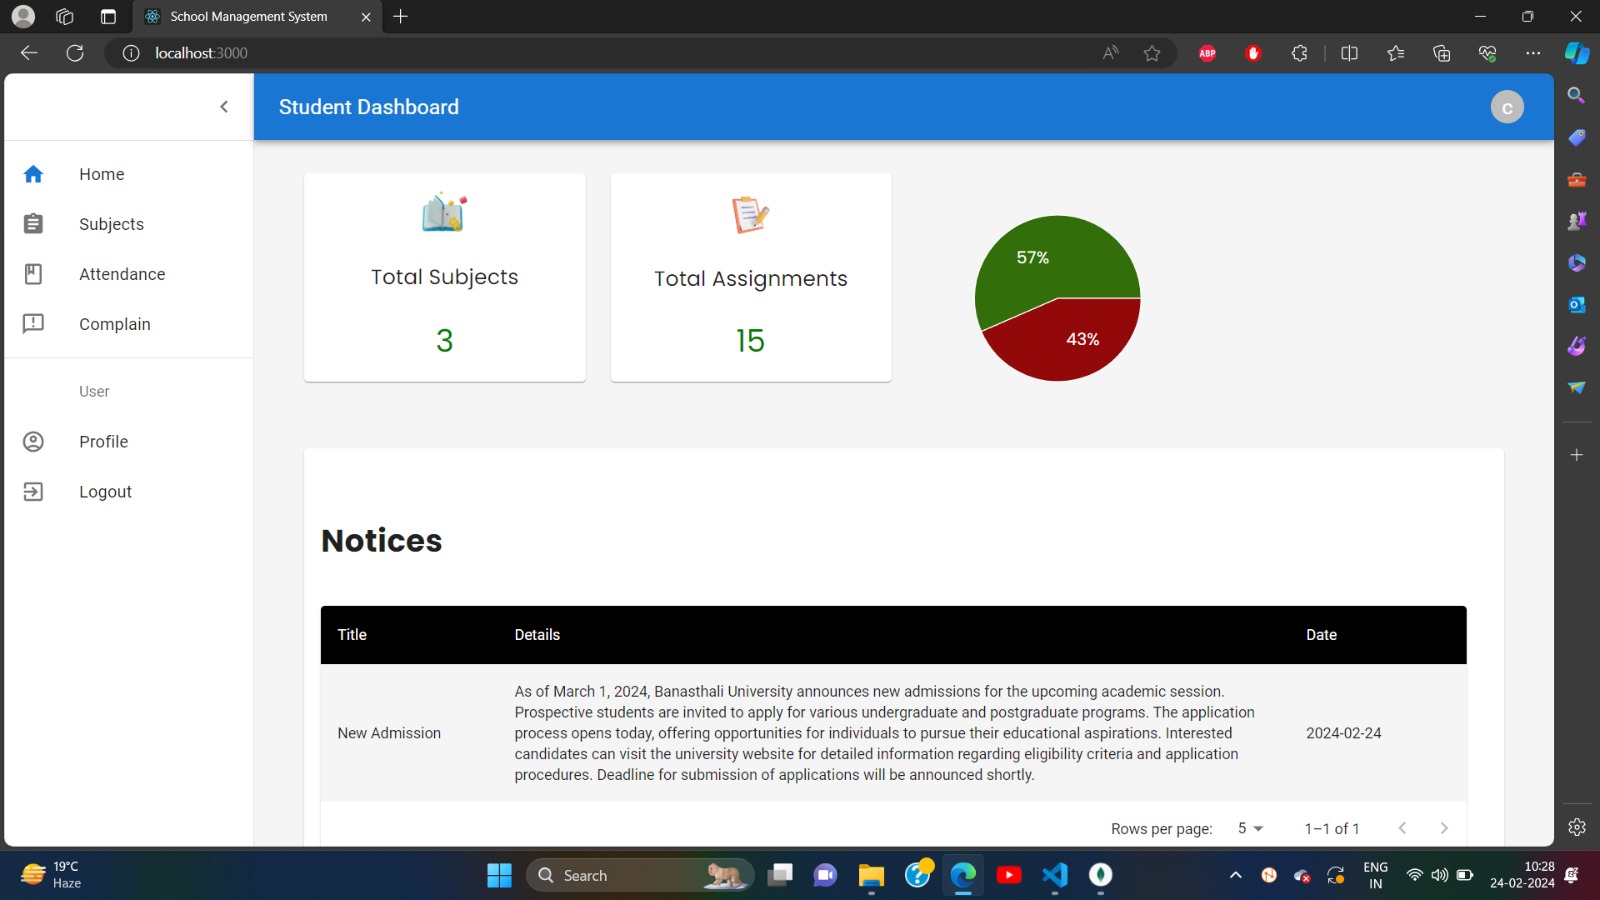 School Management System
localhost:3000
ABP
Student Dashboard
C
Home
Subjects
Attendance
Complain
User
Profile
Logout
Total Subjects
3
Total Assignments
15
57%
43%
Notices
Title Details Date
New Admission
As of March 1, 2024, Banasthali University announces new admissions for the upcoming academic session.
Prospective students are invited to apply for various undergraduate and postgraduate programs. The application
process opens today, offering opportunities for individuals to pursue their educational aspirations. Interested
candidates can visit the university website for detailed information regarding eligibility criteria and application
procedures. Deadline for submission of applications will be announced shortly.
2024-02-24
Rows per page: 5 1–1 of 1
19°C
Haze
Search
ENG
IN
10:28
24-02-2024